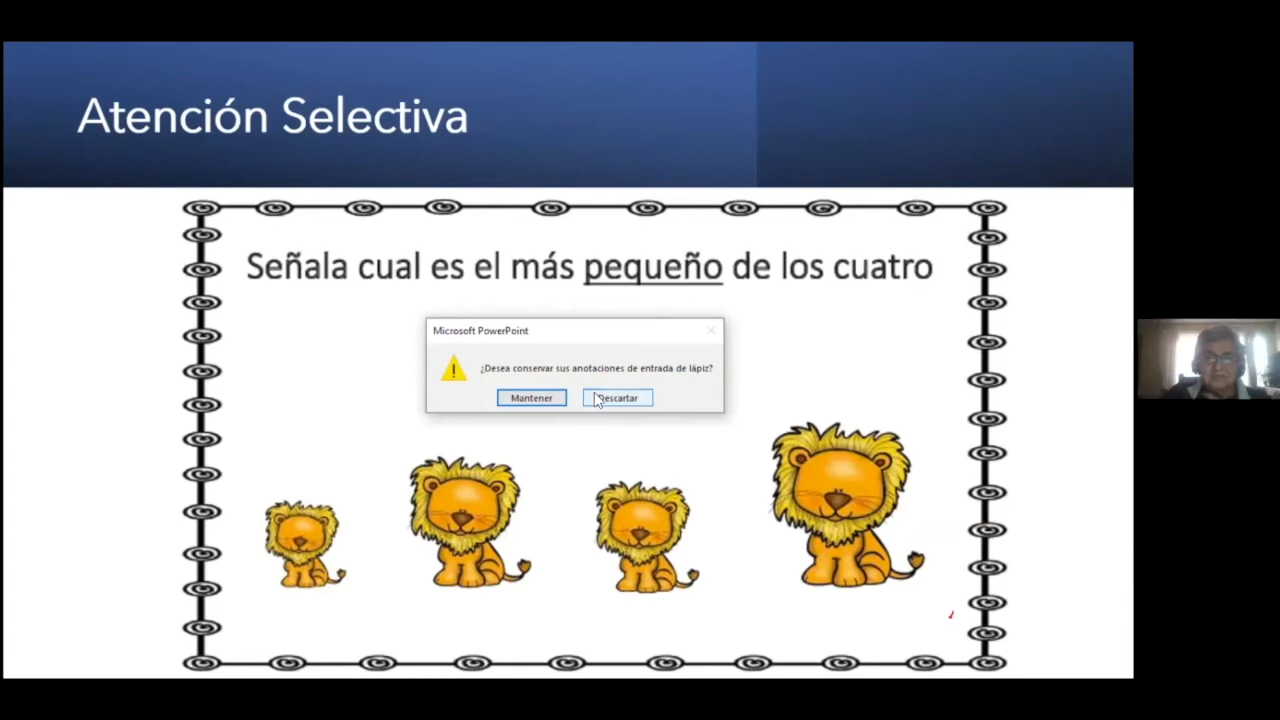 Atención Selectiva
Señala cual es el más pequeño de los cuatro
Microsoft PowerPoint
¿Desea conservar sus anotaciones de entrada de lápiz?
Mantener
Descartar